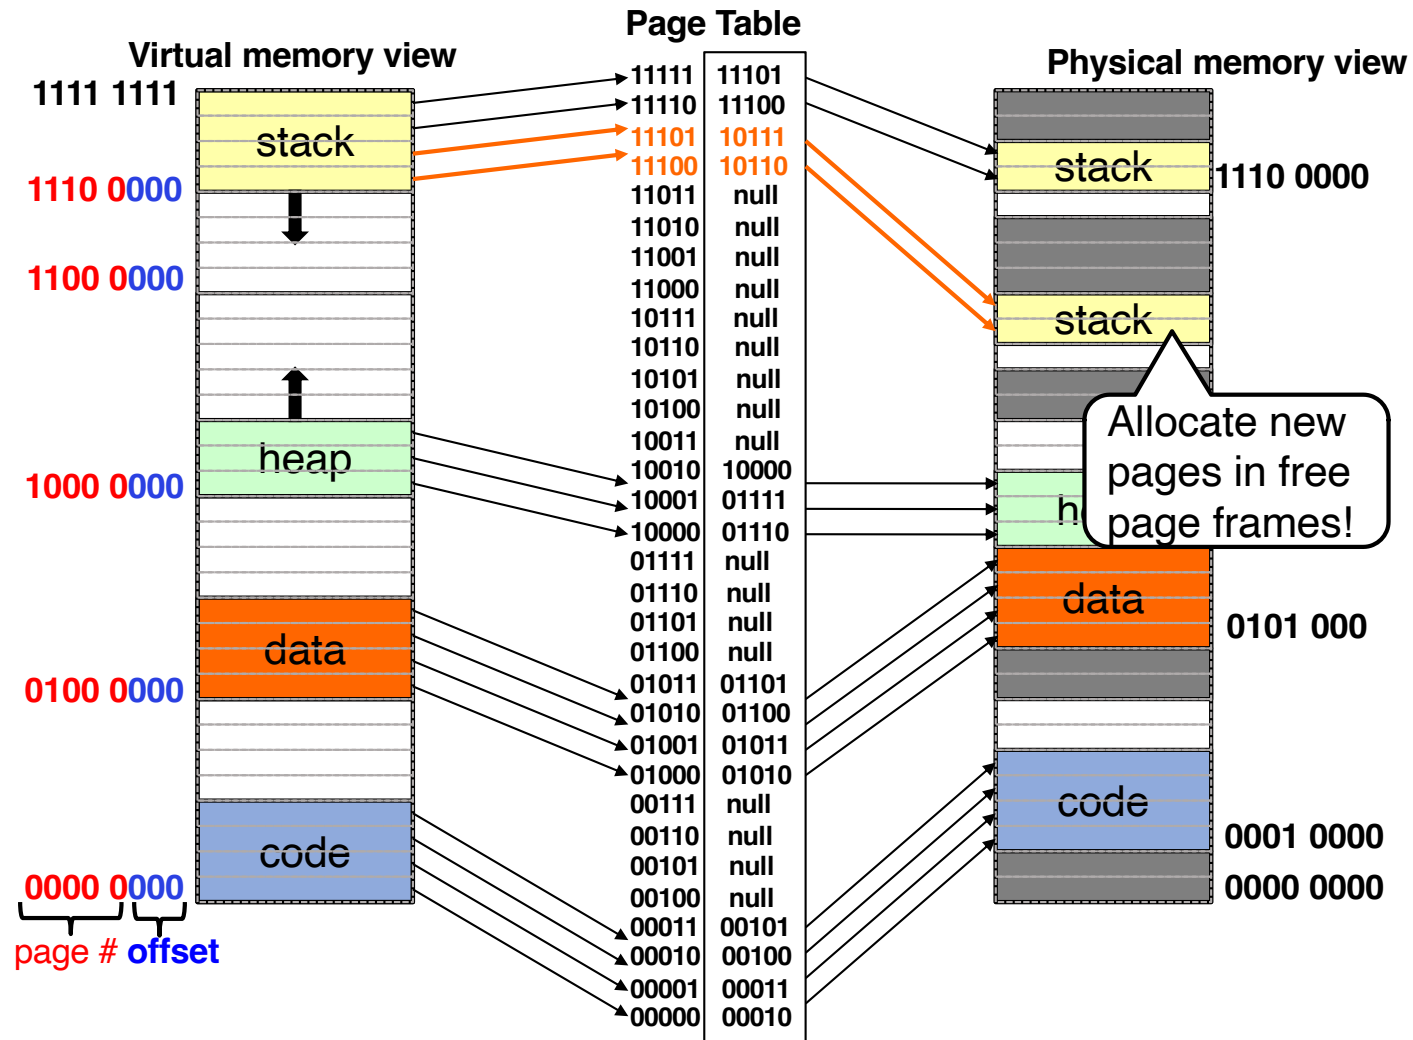 Page Table
Virtual memory view
Physical memory view
1111 1111
stack
1110 0000
1100 0000
heap
1000 0000
data
0100 0000
code
0000 0000
page # offset
11111 11101
11110 11100
11101 10111
11100 10110
11011 null
11010 null
11001 null
11000 null
10111 null
10110 null
10101 null
10100 null
10011 null
10010 10000
10001 01111
10000 01110
01111 null
01110 null
01101 null
01100 null
01011 01101
01010 01100
01001 01011
01000 01010
00111 null
00110 null
00101 null
00100 null
00011 00101
00010 00100
00001 00011
00000 00010
stack
1110 0000
stack
Allocate new
pages in free
page frames!
data
0101 000
code
0001 0000
0000 0000